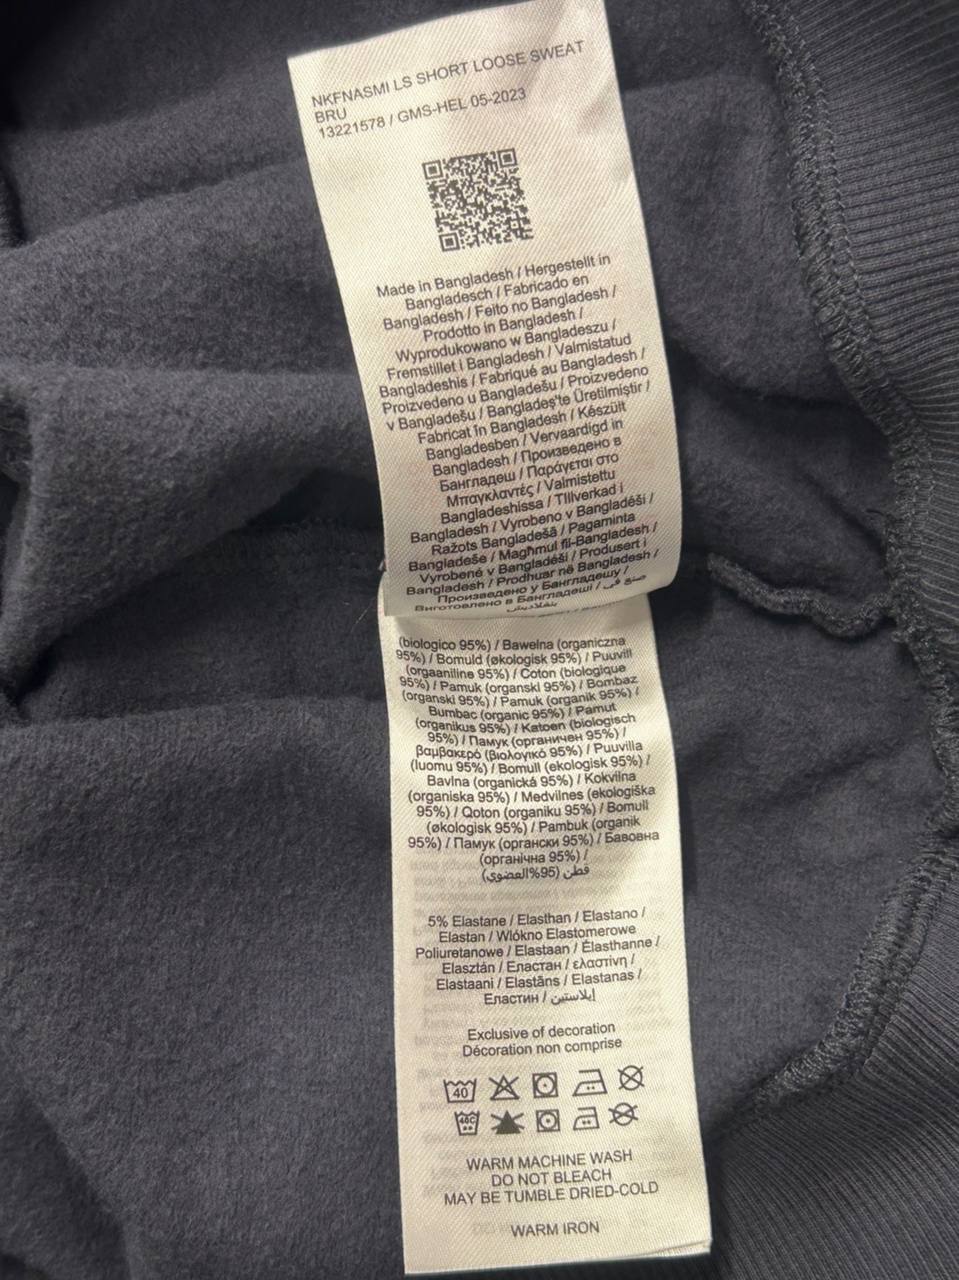 NKFNASMI LS SHORT LOOSE SWEAT
BRU
13221578 / GMS-HEL 05-2023
Made in Bangladesh / Hergestellt in
Bangladesch / Fabricado en
Bangladesh / Feito no Bangladesh /
Prodotto in Bangladesh /
Wyprodukowano w Bangladeszu /
Fremstillet i Bangladesh / Valmistatud
Bangladeshis / Fabriqué au Bangladesh /
Proizvedeno u Bangladešu / Proizvedeno
v Bangladešu / Bangladeş'te Üretilmiştir /
Fabricat în Bangladesh / Készült
Bangladesben / Vervaardigd in
Bangladesh / Произведено в
Бангладеш / Παράγεται στο
Μπαγκλαντές / Valmistettu
Bangladeshissa / Tillverkad i
Bangladesh / Vyrobeno v Bangladéši /
Ražots Bangladešā / Pagaminta
Bangladeše / Magħmul fil-Bangladesh /
Vyrobené v Bangladéši / Produsert i
Bangladesh / Prodhuar në Bangladesh /
Произведено у Бангладешу /
Виготовлено в Бангладеші / صنع في
بنغلاديش
(biologico 95%) / Bawełna (organiczna
95%) / Bomuld (økologisk 95%) / Puuvill
(orgaaniline 95%) / Coton (biologique
95%) / Pamuk (organski 95%) / Bombaz
(organski 95%) / Pamuk (organik 95%) /
Bumbac (organic 95%) / Pamut
(organikus 95%) / Katoen (biologisch
95%) / Памук (органичен 95%) /
βαμβακερό (βιολογικό 95%) / Puuvilla
(luomu 95%) / Bomull (ekologisk 95%) /
Bavlna (organická 95%) / Kokvilna
(organiska 95%) / Medvilnes (ekologiška
95%) / Qoton (organiku 95%) / Bomull
(økologisk 95%) / Pambuk (organik
95%) / Памук (органски 95%) / Бавовна
(органічна 95%) /
قطن (95%العضوي)
5% Elastane / Elasthan / Elastano /
Elastan / Włókno Elastomerowe
Poliuretanowe / Elastaan / Élasthanne /
Elasztán / Еластан / ελαστίνη /
Elastaani / Elastāns / Elastanas /
Еластин / إيلاستين
Exclusive of decoration
Décoration non comprise
40
40C
WARM MACHINE WASH
DO NOT BLEACH
MAY BE TUMBLE DRIED-COLD
WARM IRON